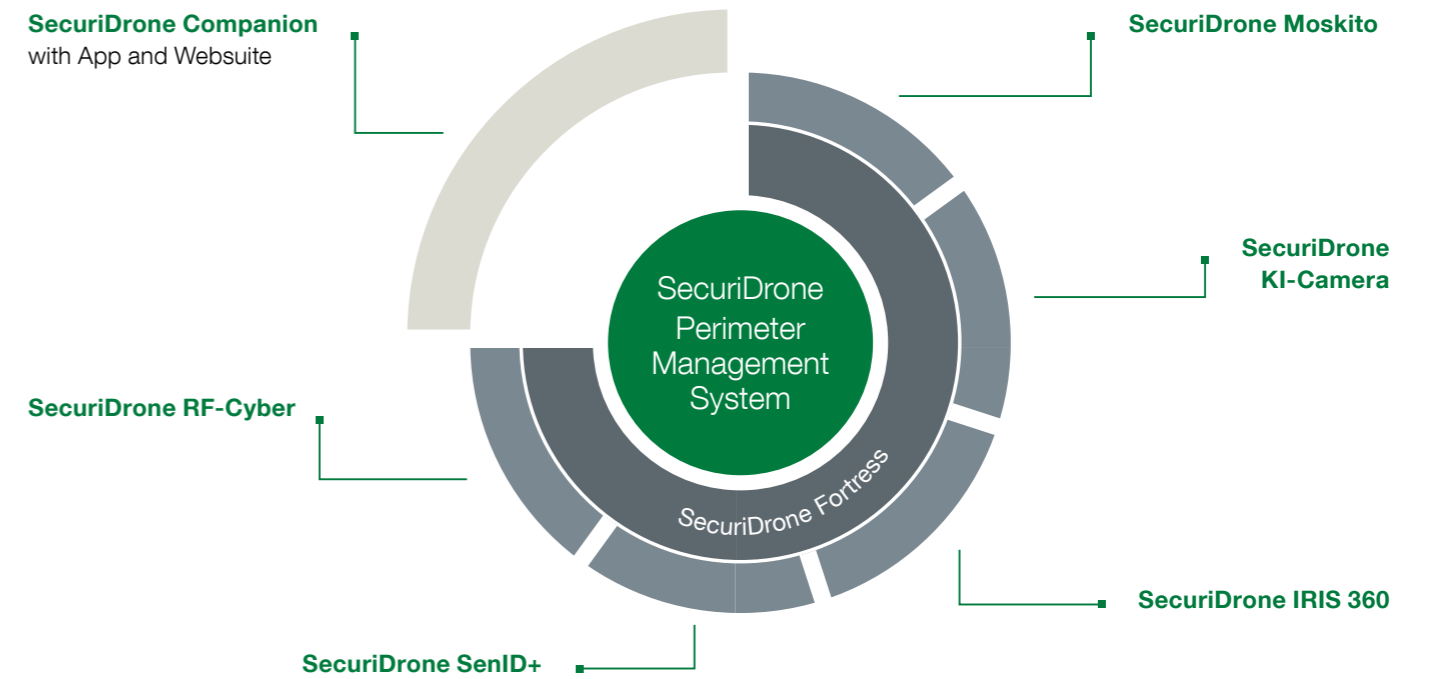 SecuriDrone Companion
with App and Websuite
SecuriDrone Moskito
SecuriDrone
KI-Camera
SecuriDrone
Perimeter
Management
System
SecuriDrone RF-Cyber
SecuriDrone Fortress
SecuriDrone IRIS 360
SecuriDrone SenID+